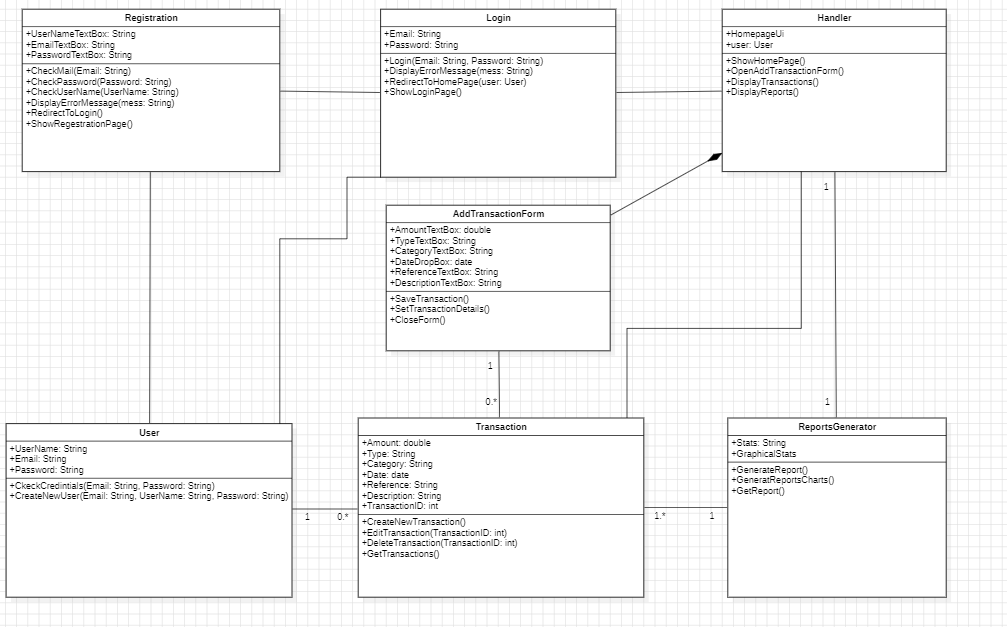 Registration
+UserNameTextBox: String
+EmailTextBox: String
+PasswordTextBox: String
+CheckMail(Email: String)
+CheckPassword(Password: String)
+CheckUserName(UserName: String)
+DisplayErrorMessage(mess: String)
+RedirectToLogin()
+ShowRegestrationPage()
Login
+Email: String
+Password: String
+Login(Email: String, Password: String)
+DisplayErrorMessage(mess: String)
+RedirectToHomePage(user: User)
+ShowLoginPage()
Handler
+HomepageUi
+user: User
+ShowHomePage()
+OpenAddTransactionForm()
+DisplayTransactions()
+DisplayReports()
1
AddTransactionForm
+AmountTextBox: double
+TypeTextBox: String
+CategoryTextBox: String
+DateDropBox: date
+ReferenceTextBox: String
+DescriptionTextBox: String
+SaveTransaction()
+SetTransactionDetails()
+CloseForm()
1
0.*
1
User
+UserName: String
+Email: String
+Password: String
+CkeckCredintials(Email: String, Password: String)
+CreateNewUser(Email: String, UserName: String, Password: String)
1
0.*
Transaction
+Amount: double
+Type: String
+Category: String
+Date: date
+Reference: String
+Description: String
+TransactionID: int
+CreateNewTransaction()
+EditTransaction(TransactionID: int)
+DeleteTransaction(TransactionID: int)
+GetTransactions()
1.*
1
ReportsGenerator
+Stats: String
+GraphicalStats
+GenerateReport()
+GeneratReportsCharts()
+GetReport()